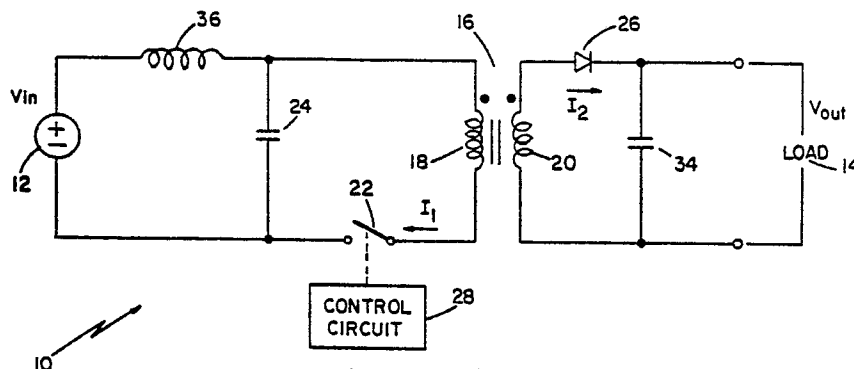 36
16
26
Vin
+
−
12
24
18
20
I2
34
Vout
LOAD
14
22
I1
CONTROL
CIRCUIT
28
10